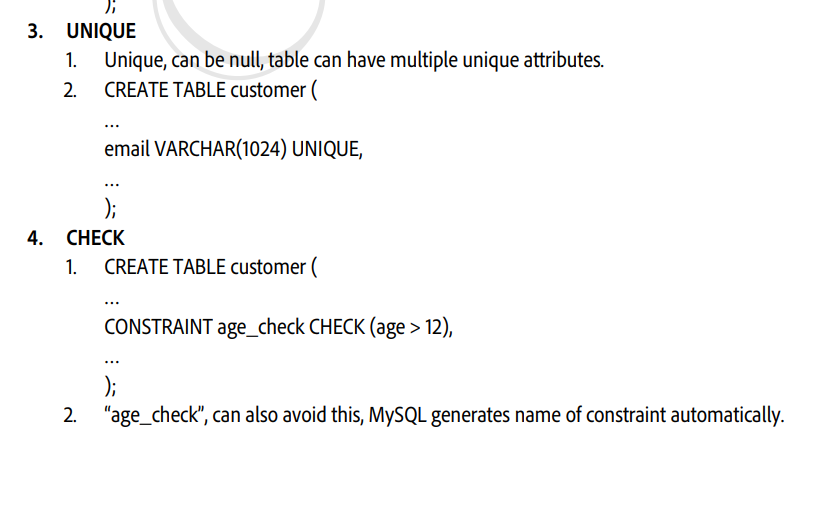 );
3. UNIQUE
1. Unique, can be null, table can have multiple unique attributes.
2. CREATE TABLE customer (
...
email VARCHAR(1024) UNIQUE,
...
);
4. CHECK
1. CREATE TABLE customer (
...
CONSTRAINT age_check CHECK (age > 12),
...
);
2. “age_check”, can also avoid this, MySQL generates name of constraint automatically.